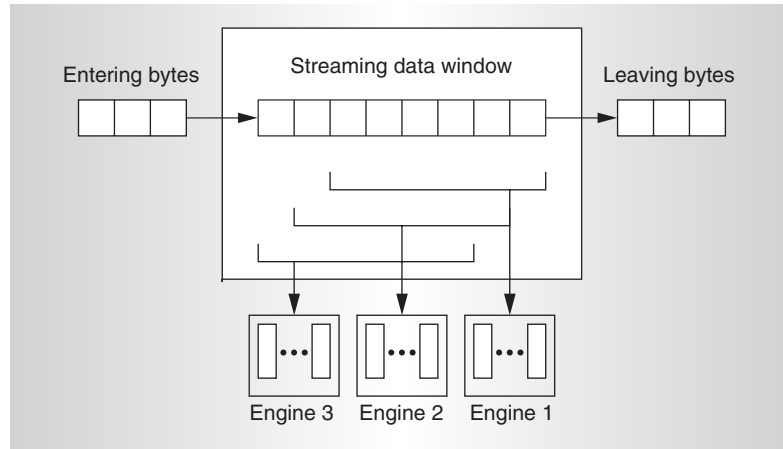 Streaming data window
Entering bytes
Leaving bytes
Engine 3
Engine 2
Engine 1